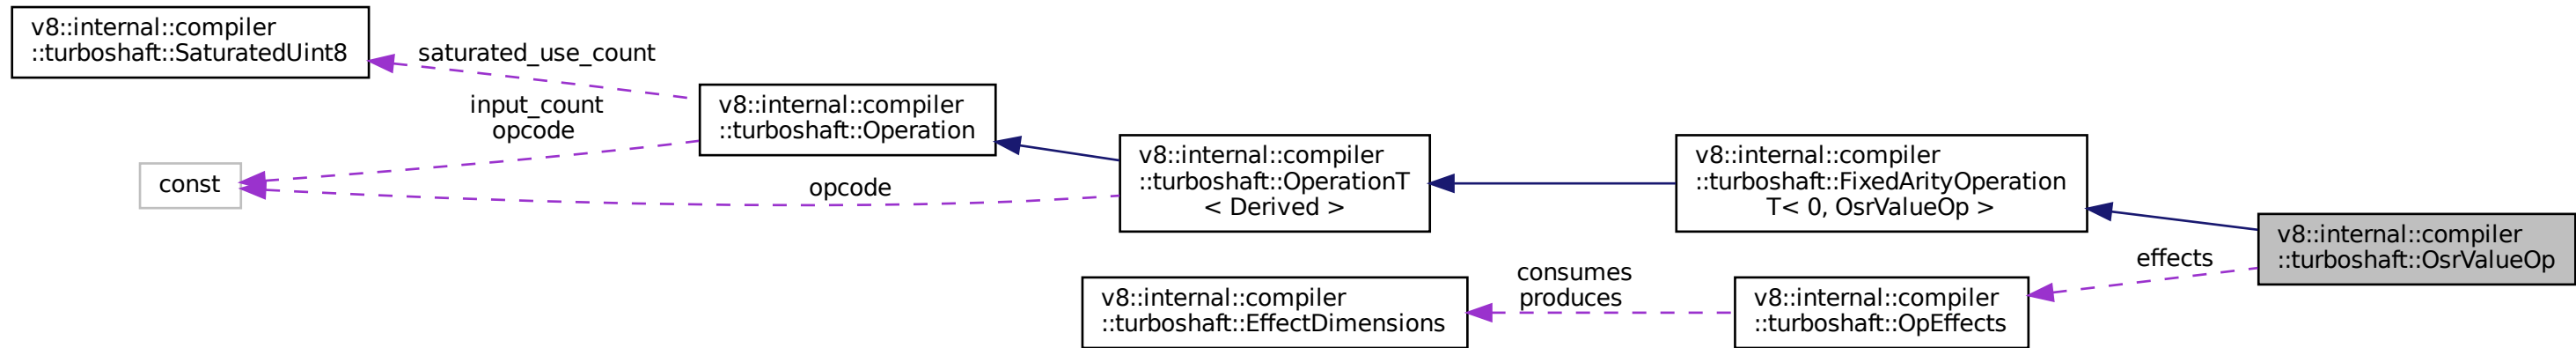 v8::internal::compiler
::turboshaft::SaturatedUint8
saturated_use_count
input_count
opcode
const
opcode
v8::internal::compiler
::turboshaft::Operation
v8::internal::compiler
::turboshaft::OperationT
< Derived >
v8::internal::compiler
::turboshaft::FixedArityOperation
T< 0, OsrValueOp >
v8::internal::compiler
::turboshaft::EffectDimensions
consumes
produces
v8::internal::compiler
::turboshaft::OpEffects
effects
v8::internal::compiler
::turboshaft::OsrValueOp